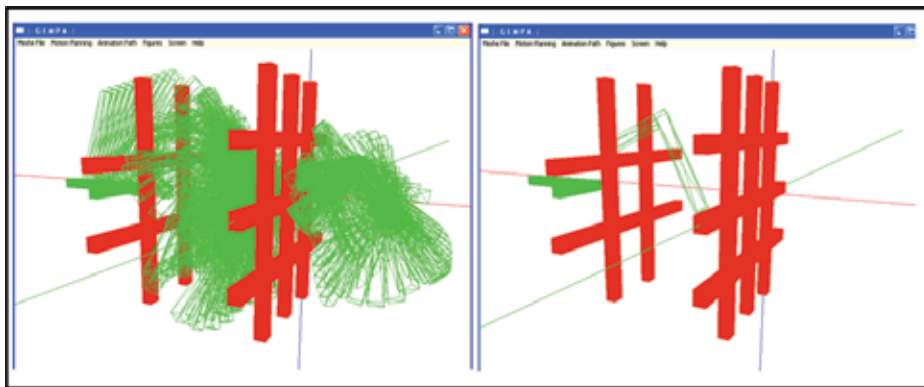 : G I M P A :
Meshe File Motion Planning Animation Path Figures Screen Help
: G I M P A :
Meshe File Motion Planning Animation Path Figures Screen Help